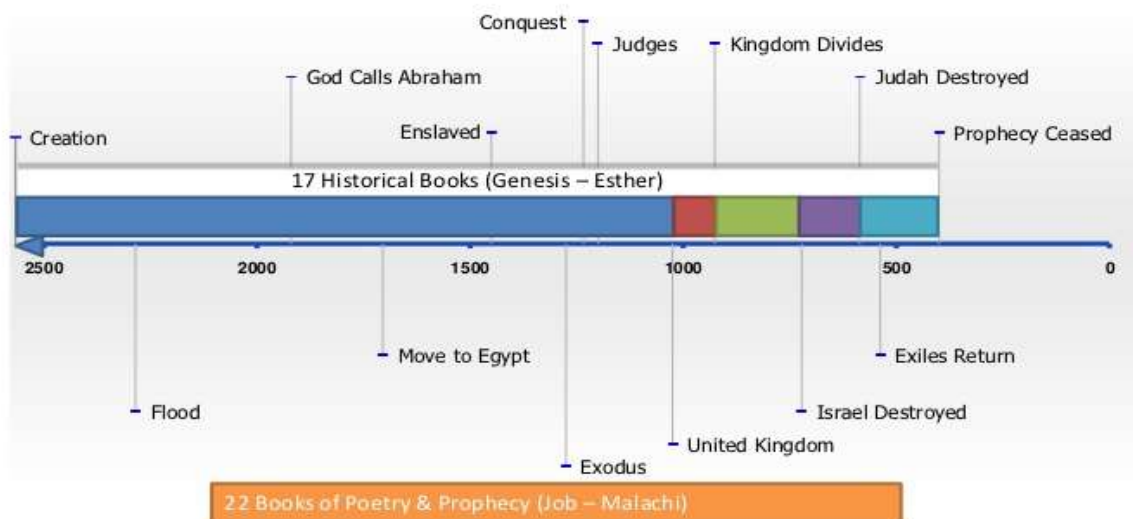 Conquest
Judges
Kingdom Divides
God Calls Abraham
Judah Destroyed
Creation
Enslaved
Prophecy Ceased
17 Historical Books (Genesis – Esther)
2500 2000 1500 1000 500 0
Move to Egypt
Exiles Return
Flood
Israel Destroyed
United Kingdom
Exodus
22 Books of Poetry & Prophecy (Job – Malachi)